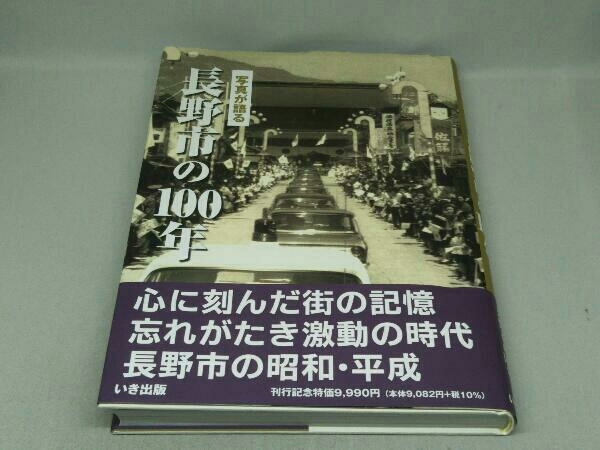 写真が語る
長野市の100年
心に刻んだ街の記憶
忘れがたき激動の時代
長野市の昭和・平成
いき出版
刊行記念特価9,990円（本体9,082円+税10%）